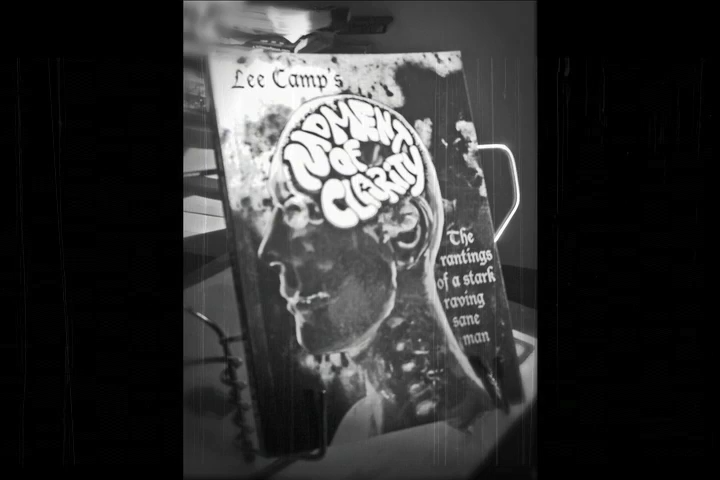 Lee Camp's
MOMENT
OF
CLARITY
The
rantings
of a stark
raving
sane
man